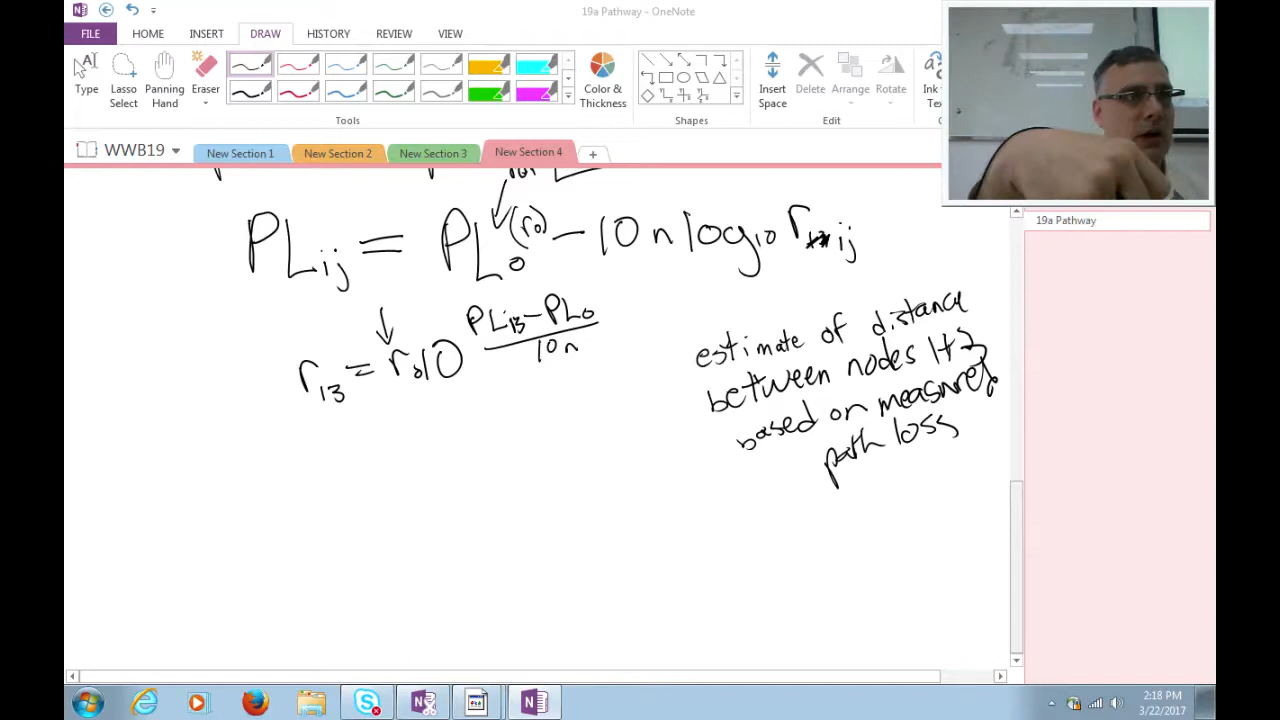 19a Pathway - OneNote
FILE HOME INSERT DRAW HISTORY REVIEW VIEW
Type
Lasso Select
Panning Hand
Eraser
Color & Thickness
Insert Space
Delete
Arrange
Rotate
Ink to Text
Tools
Shapes
Edit
WWB19
New Section 1
New Section 2
New Section 3
New Section 4
19a Pathway
PLij = PL0(r0) - 10 n log10 rij
r13 = r0 10^((PL13 - PL0)/10n)
estimate of distance
between nodes 1+3
based on measured
path loss
2:18 PM
3/22/2017